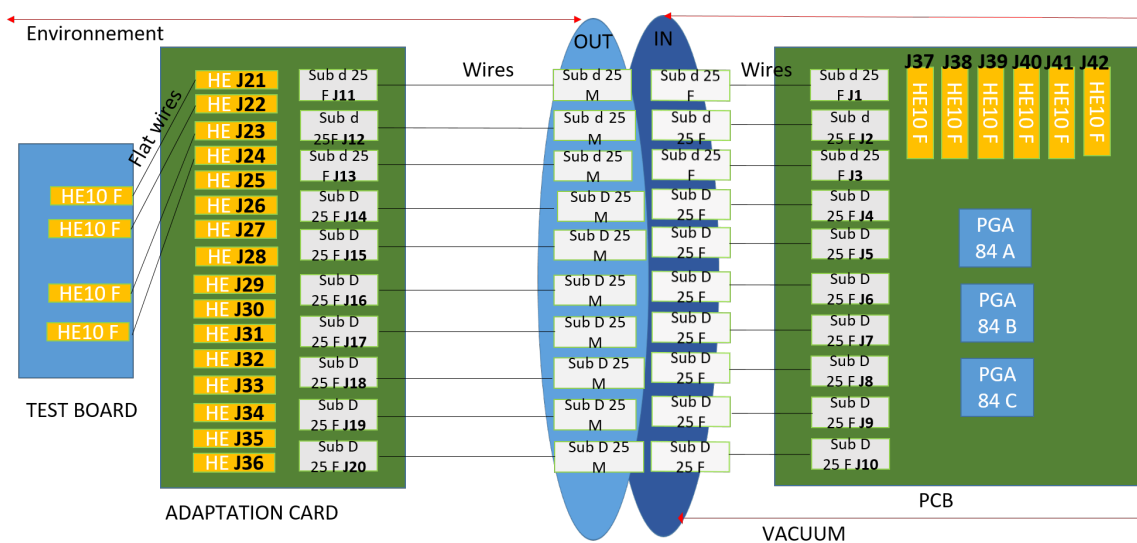 Environnement
OUT
IN
Wires
Wires
Flat wires
HE10 F
HE10 F
HE10 F
HE10 F
TEST BOARD
HE J21
HE J22
HE J23
HE J24
HE J25
HE J26
HE J27
HE J28
HE J29
HE J30
HE J31
HE J32
HE J33
HE J34
HE J35
HE J36
Sub d 25
F J11
Sub d
25F J12
Sub d 25
F J13
Sub D
25 F J14
Sub D
25 F J15
Sub D
25 F J16
Sub D
25 F J17
Sub D
25 F J18
Sub D
25 F J19
Sub D
25 F J20
ADAPTATION CARD
Sub d 25
M
Sub d 25
M
Sub d 25
M
Sub D 25
M
Sub D 25
M
Sub D 25
M
Sub D 25
M
Sub D 25
M
Sub D 25
M
Sub D 25
M
Sub d 25
F
Sub d
25 F
Sub d 25
F
Sub D
25 F
Sub D
25 F
Sub D
25 F
Sub D
25 F
Sub D
25 F
Sub D
25 F
Sub D
25 F
Sub d 25
F J1
Sub d
25F J2
Sub d 25
F J3
Sub D
25 F J4
Sub D
25 F J5
Sub D
25 F J6
Sub D
25 F J7
Sub D
25 F J8
Sub D
25 F J9
Sub D
25 F J10
J37
J38
J39
J40
J41
J42
HE10 F
HE10 F
HE10 F
HE10 F
HE10 F
HE10 F
PGA
84 A
PGA
84 B
PGA
84 C
PCB
VACUUM